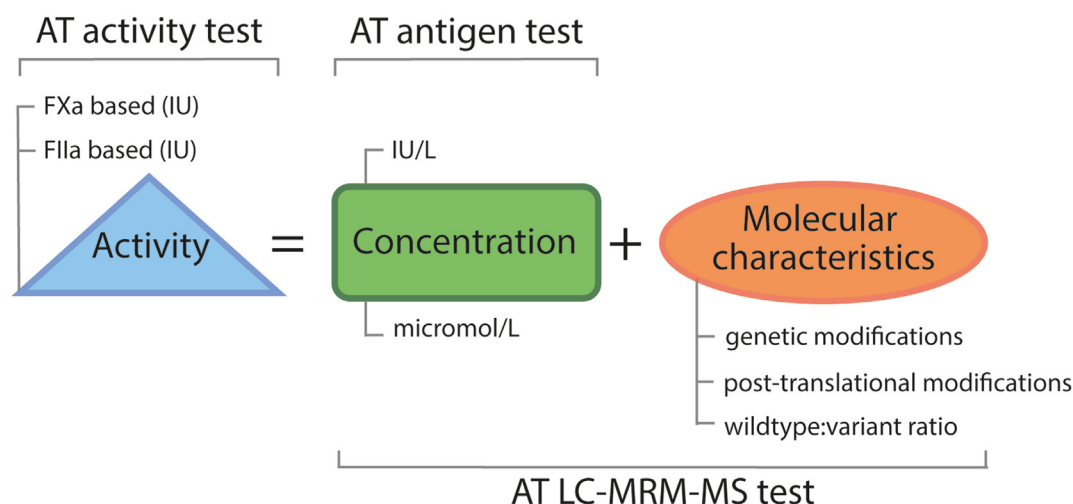 AT activity test
AT antigen test
FXa based (IU)
FIIa based (IU)
IU/L
Activity
=
Concentration
+
Molecular
characteristics
micromol/L
genetic modifications
post-translational modifications
wildtype:variant ratio
AT LC-MRM-MS test